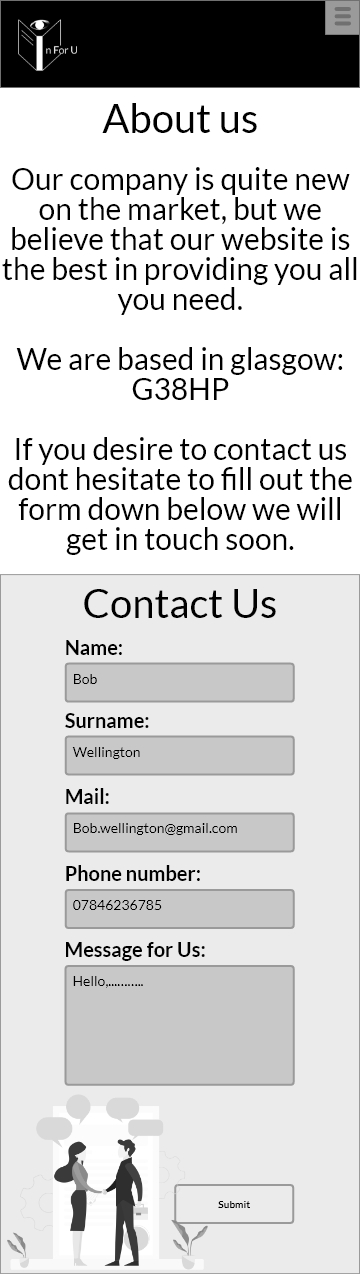 n For U
About us
Our company is quite new
on the market, but we
believe that our website is
the best in providing you all
you need.
We are based in glasgow:
G38HP
If you desire to contact us
dont hesitate to fill out the
form down below we will
get in touch soon.
Contact Us
Name:
Bob
Surname:
Wellington
Mail:
Bob.wellington@gmail.com
Phone number:
07846236785
Message for Us:
Hello,...........
Submit